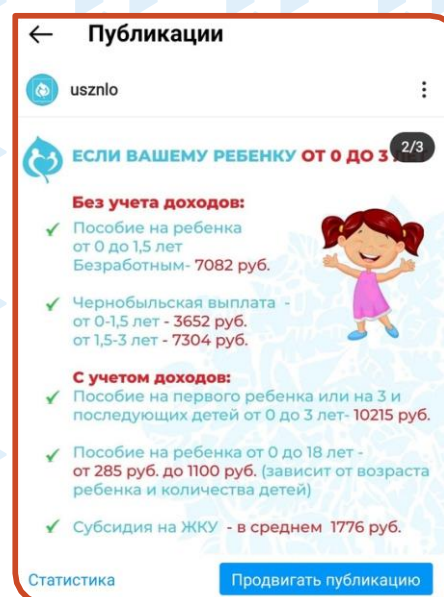 Публикации
usznlo
2/3
ЕСЛИ ВАШЕМУ РЕБЕНКУ ОТ 0 ДО 3
Без учета доходов:
Пособие на ребенка
от 0 до 1,5 лет
Безработным- 7082 руб.
Чернобыльская выплата -
от 0-1,5 лет - 3652 руб.
от 1,5-3 лет - 7304 руб.
С учетом доходов:
Пособие на первого ребенка или на 3 и
последующих детей от 0 до 3 лет- 10215 руб.
Пособие на ребенка от 0 до 18 лет -
от 285 руб. до 1100 руб. (зависит от возраста
ребенка и количества детей)
Субсидия на ЖКУ - в среднем 1776 руб.
Статистика
Продвигать публикацию